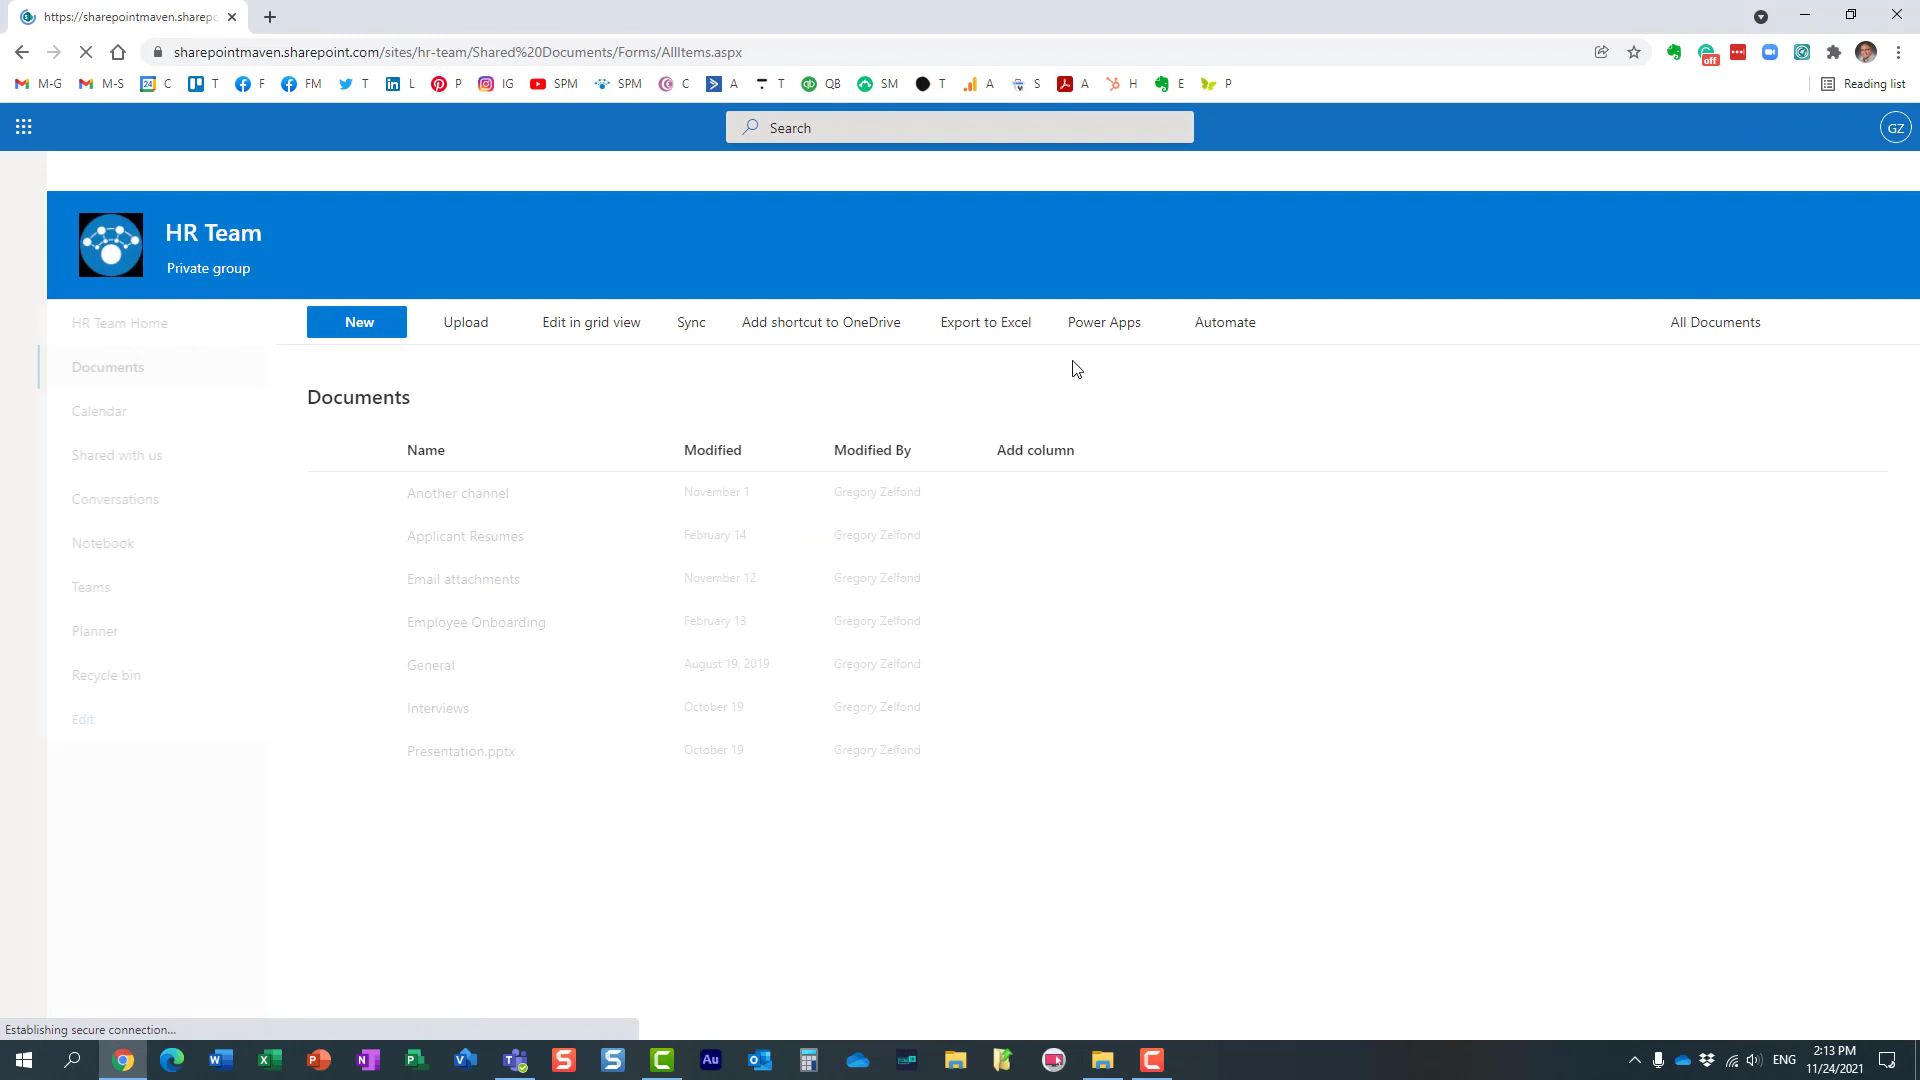 https://sharepointmaven.sharepc
sharepointmaven.sharepoint.com/sites/hr-team/Shared%20Documents/Forms/AllItems.aspx
off
M-G M-S 24 C T F FM T L P IG SPM SPM C A T QB SM T A S A H E P Reading list
Search GZ
HR Team
Private group
HR Team Home New Upload Edit in grid view Sync Add shortcut to OneDrive Export to Excel Power Apps Automate All Documents
Documents
Calendar
Shared with us
Conversations
Notebook
Teams
Planner
Recycle bin
Edit
Documents
Name Modified Modified By Add column
Another channel November 1 Gregory Zelfond
Applicant Resumes February 14 Gregory Zelfond
Email attachments November 12 Gregory Zelfond
Employee Onboarding February 13 Gregory Zelfond
General August 19, 2019 Gregory Zelfond
Interviews October 19 Gregory Zelfond
Presentation.pptx October 19 Gregory Zelfond
Establishing secure connection...
ENG
2:13 PM
11/24/2021